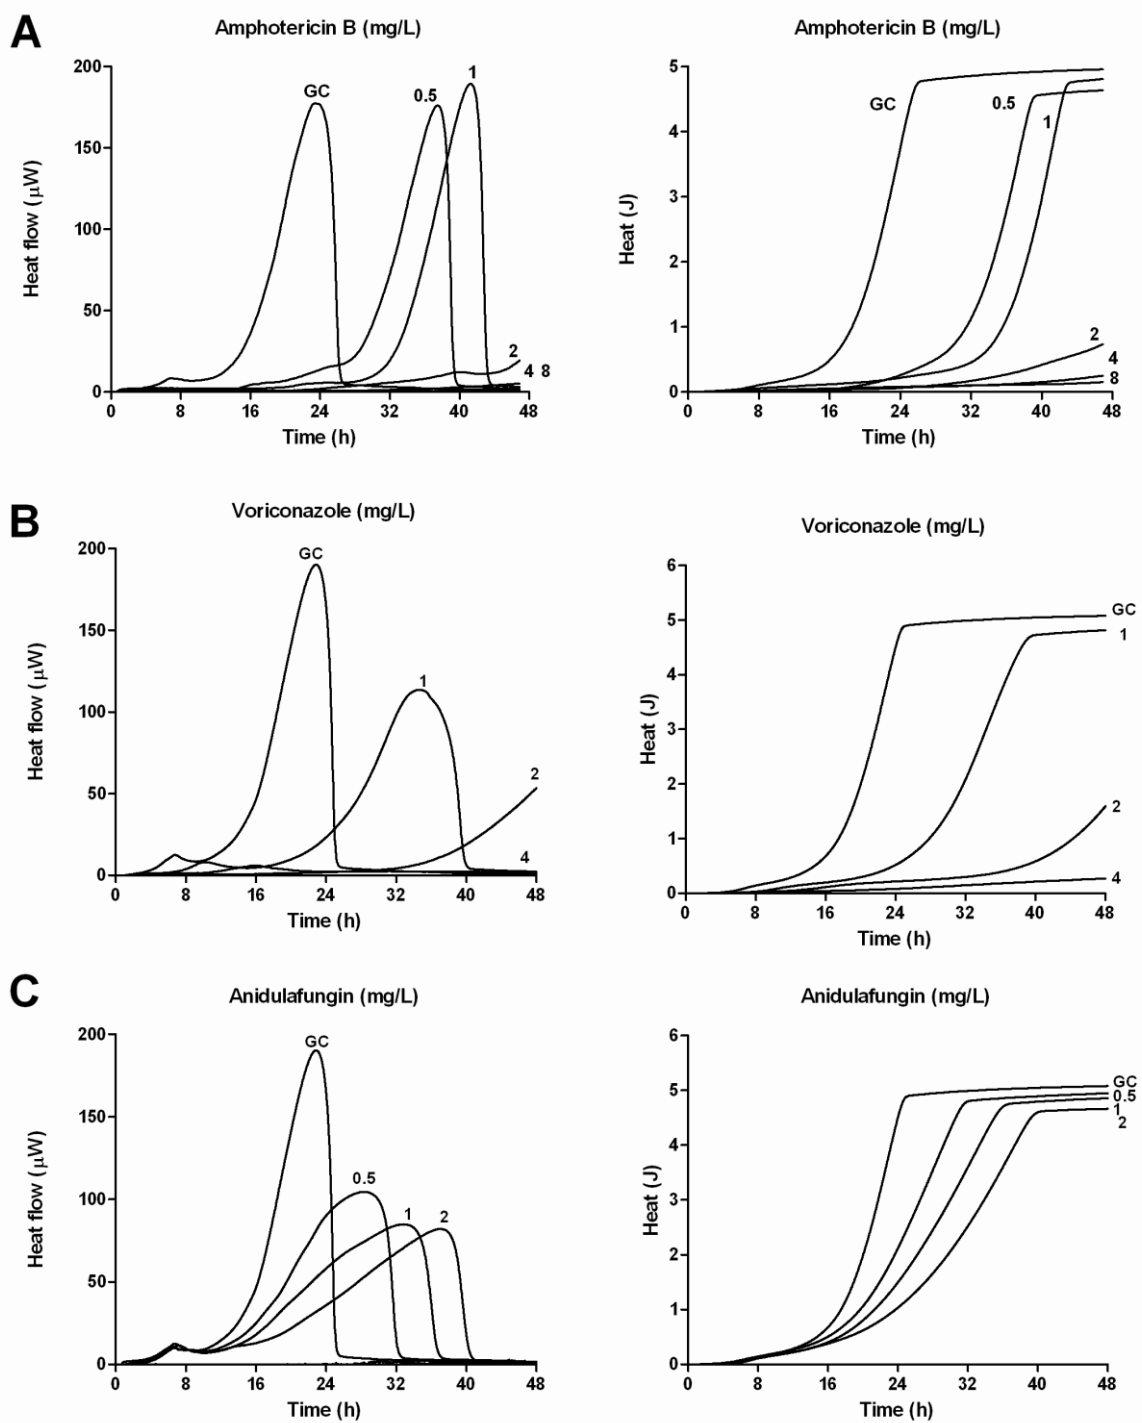 A
Amphotericin B (mg/L)
Heat flow (µW)
200
150
100
50
0
GC
0.5
1
2
4 8
0 8 16 24 32 40 48
Time (h)
Amphotericin B (mg/L)
Heat (J)
5
4
3
2
1
0
GC
0.5
1
2
4
8
0 8 16 24 32 40 48
Time (h)
B
Voriconazole (mg/L)
Heat flow (µW)
200
150
100
50
0
GC
1
2
4
0 8 16 24 32 40 48
Time (h)
Voriconazole (mg/L)
Heat (J)
6
5
4
3
2
1
0
GC
1
2
4
0 8 16 24 32 40 48
Time (h)
C
Anidulafungin (mg/L)
Heat flow (µW)
200
150
100
50
0
GC
0.5
1
2
0 8 16 24 32 40 48
Time (h)
Anidulafungin (mg/L)
Heat (J)
6
5
4
3
2
1
0
GC
0.5
1
2
0 8 16 24 32 40 48
Time (h)